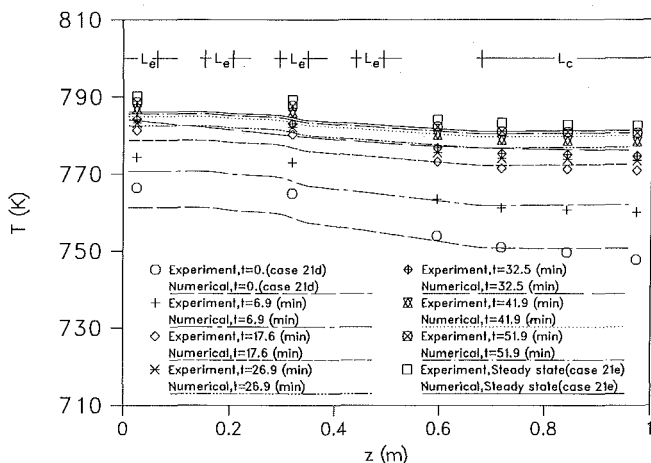 810
L_e L_e L_e L_e L_c
790
770
T (K)
750
Experiment,t=0.(case 21d)
Numerical,t=0.(case 21d)
Experiment,t=6.9 (min)
Numerical,t=6.9 (min)
Experiment,t=17.6 (min)
Numerical,t=17.6 (min)
Experiment,t=26.9 (min)
Numerical,t=26.9 (min)
Experiment,t=32.5 (min)
Numerical,t=32.5 (min)
Experiment,t=41.9 (min)
Numerical,t=41.9 (min)
Experiment,t=51.9 (min)
Numerical,t=51.9 (min)
Experiment,Steady state(case 21e)
Numerical,Steady state(case 21e)
730
710
0 0.2 0.4 0.6 0.8 1
z (m)